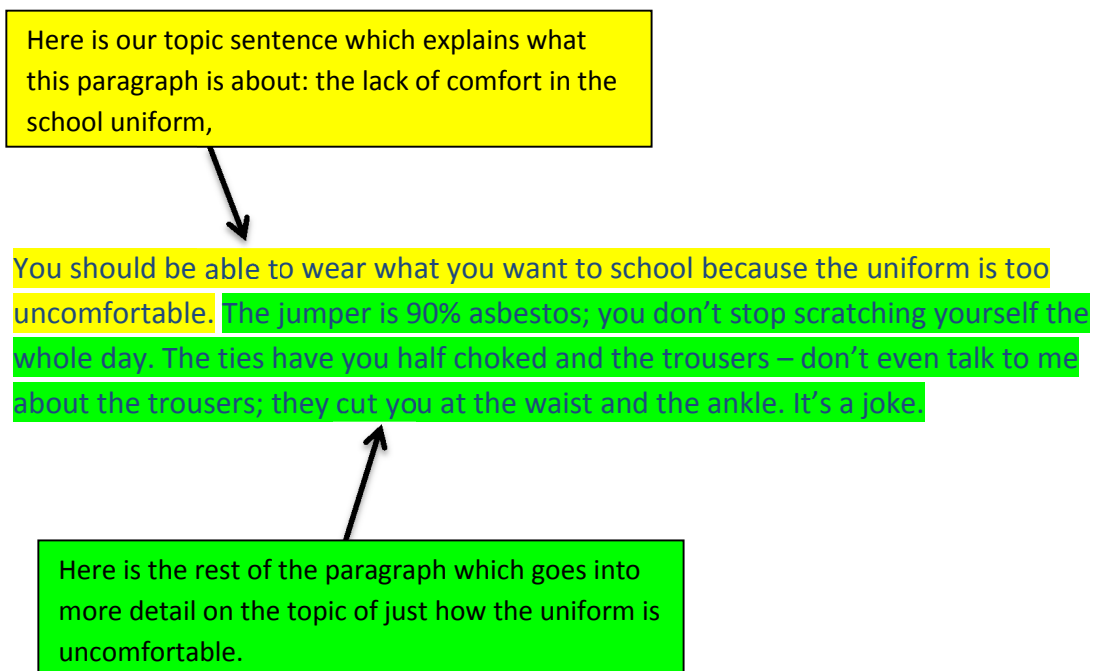 Here is our topic sentence which explains what
this paragraph is about: the lack of comfort in the
school uniform,
You should be able to wear what you want to school because the uniform is too
uncomfortable. The jumper is 90% asbestos; you don’t stop scratching yourself the
whole day. The ties have you half choked and the trousers – don’t even talk to me
about the trousers; they cut you at the waist and the ankle. It’s a joke.
Here is the rest of the paragraph which goes into
more detail on the topic of just how the uniform is
uncomfortable.